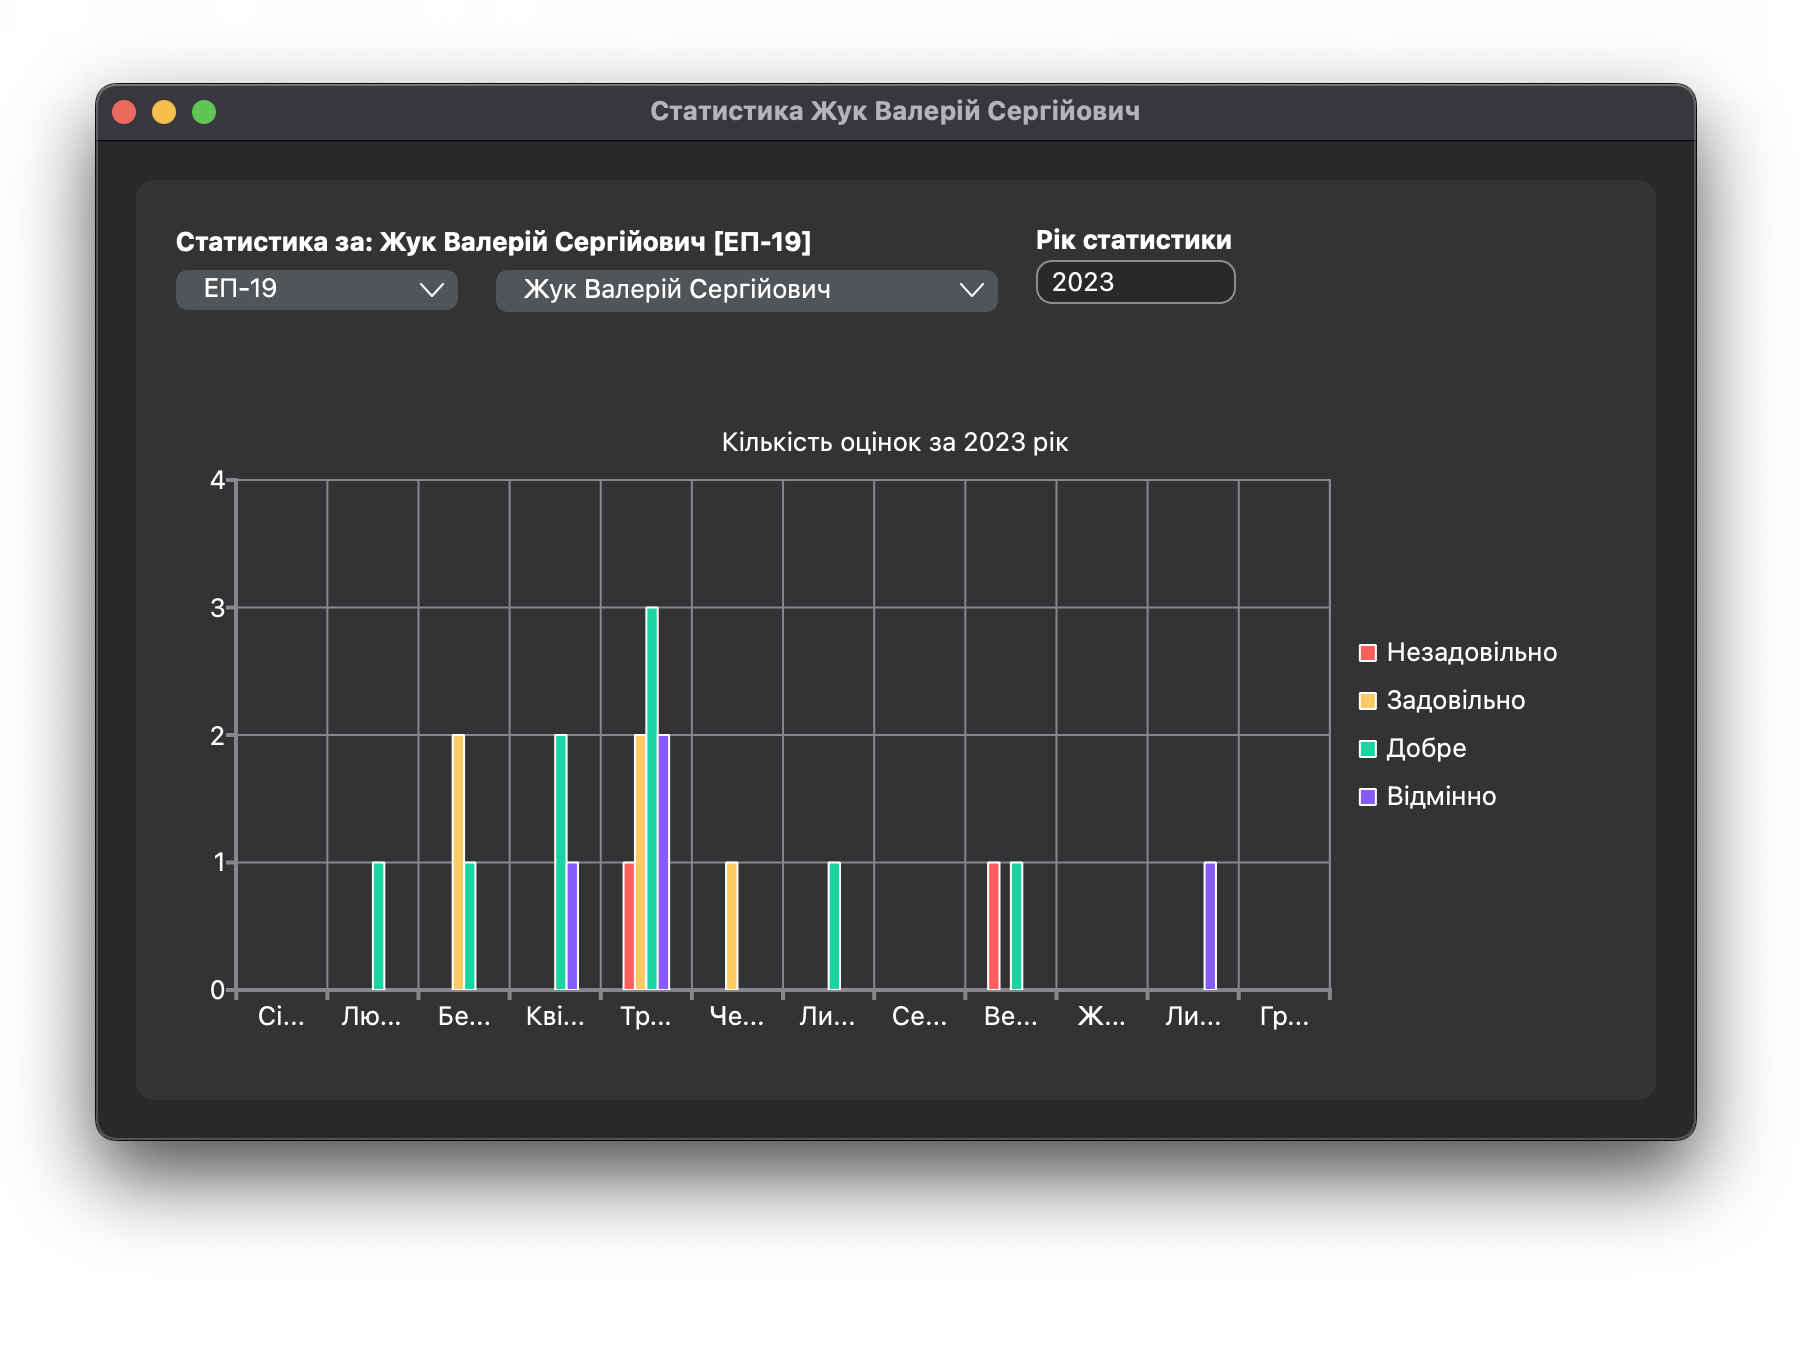 Статистика Жук Валерій Сергійович
Статистика за: Жук Валерій Сергійович [ЕП-19]
Рік статистики
ЕП-19
Жук Валерій Сергійович
2023
Кількість оцінок за 2023 рік
4
3
2
1
0
Сі... Лю... Бе... Кві... Тр... Че... Ли... Се... Ве... Ж... Ли... Гр...
Незадовільно
Задовільно
Добре
Відмінно